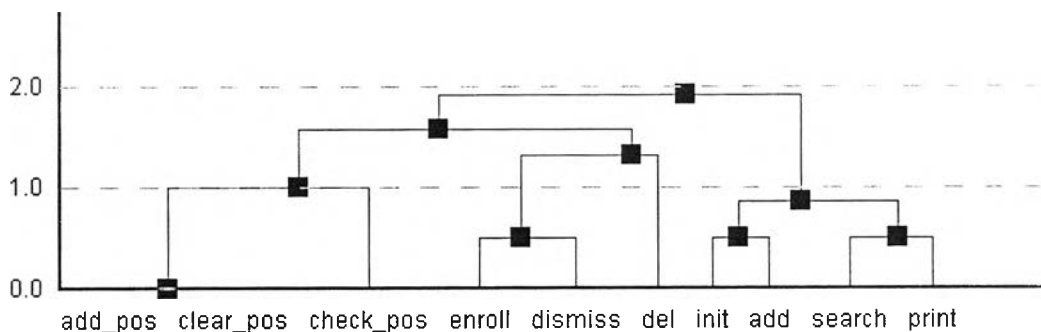 2.0
1.0
0.0
add_pos clear_pos check_pos enroll dismiss del init add search print